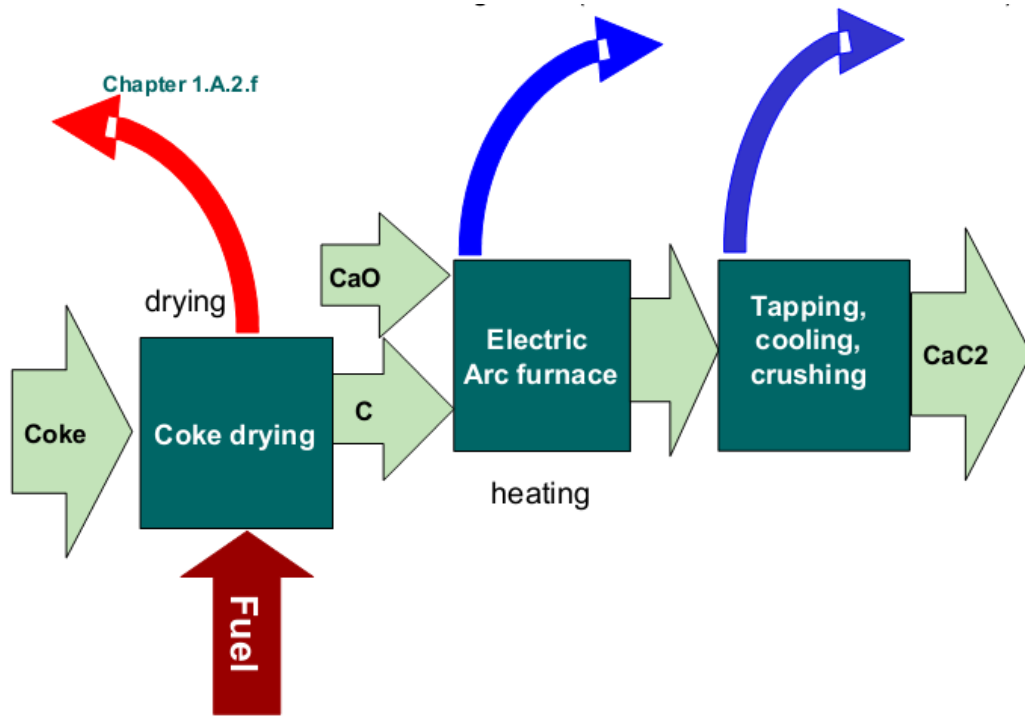 Chapter 1.A.2.f
drying
CaO
Electric
Arc furnace
Tapping,
cooling,
crushing
CaC2
Coke
Coke drying
C
heating
Fuel